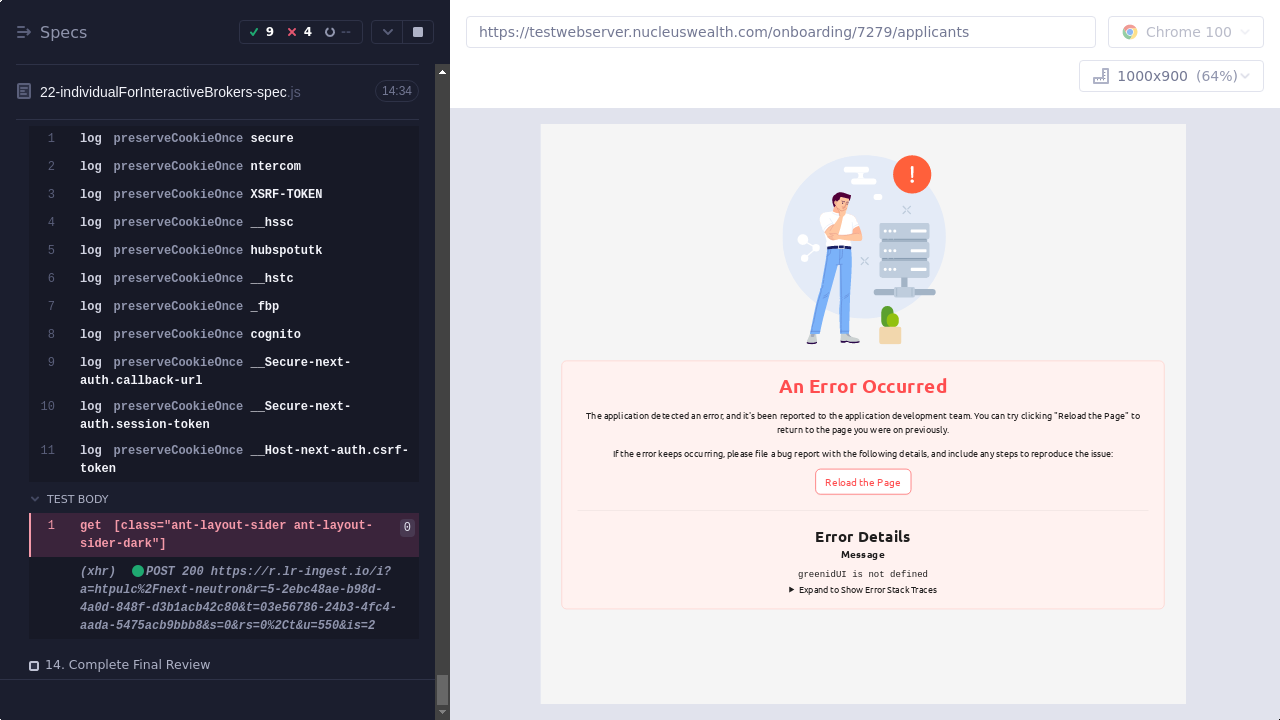 Specs
9
4
--
https://testwebserver.nucleuswealth.com/onboarding/7279/applicants
Chrome 100
1000x900 (64%)
22-individualForInteractiveBrokers-spec.js
14:34
1 log preserveCookieOnce secure
2 log preserveCookieOnce ntercom
3 log preserveCookieOnce XSRF-TOKEN
4 log preserveCookieOnce __hssc
5 log preserveCookieOnce hubspotutk
6 log preserveCookieOnce __hstc
7 log preserveCookieOnce _fbp
8 log preserveCookieOnce cognito
9 log preserveCookieOnce __Secure-next-
auth.callback-url
10 log preserveCookieOnce __Secure-next-
auth.session-token
11 log preserveCookieOnce __Host-next-auth.csrf-
token
TEST BODY
1 get [class="ant-layout-sider ant-layout-
sider-dark"]
0
(xhr) POST 200 https://r.lr-ingest.io/i?
a=htpulc%2Fnext-neutron&r=5-2ebc48ae-b98d-
4a0d-848f-d3b1acb42c80&t=03e56786-24b3-4fc4-
aada-5475acb9bbb8&s=0&rs=0%2Ct&u=550&is=2
14. Complete Final Review
!
An Error Occurred
The application detected an error, and it's been reported to the application development team. You can try clicking "Reload the Page" to
return to the page you were on previously.
If the error keeps occurring, please file a bug report with the following details, and include any steps to reproduce the issue:
Reload the Page
Error Details
Message
greenidUI is not defined
Expand to Show Error Stack Traces